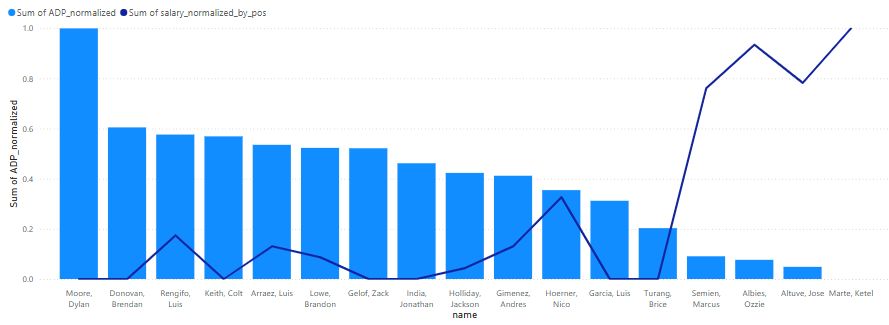 Sum of ADP_normalized Sum of salary_normalized_by_pos
1.0
0.8
0.6
0.4
0.2
0.0
Sum of ADP_normalized
Moore, Dylan
Donovan, Brendan
Rengifo, Luis
Keith, Colt
Arraez, Luis
Lowe, Brandon
Gelof, Zack
India, Jonathan
Holliday, Jackson
Gimenez, Andres
Hoerner, Nico
Garcia, Luis
Turang, Brice
Semien, Marcus
Albies, Ozzie
Altuve, Jose
Marte, Ketel
name